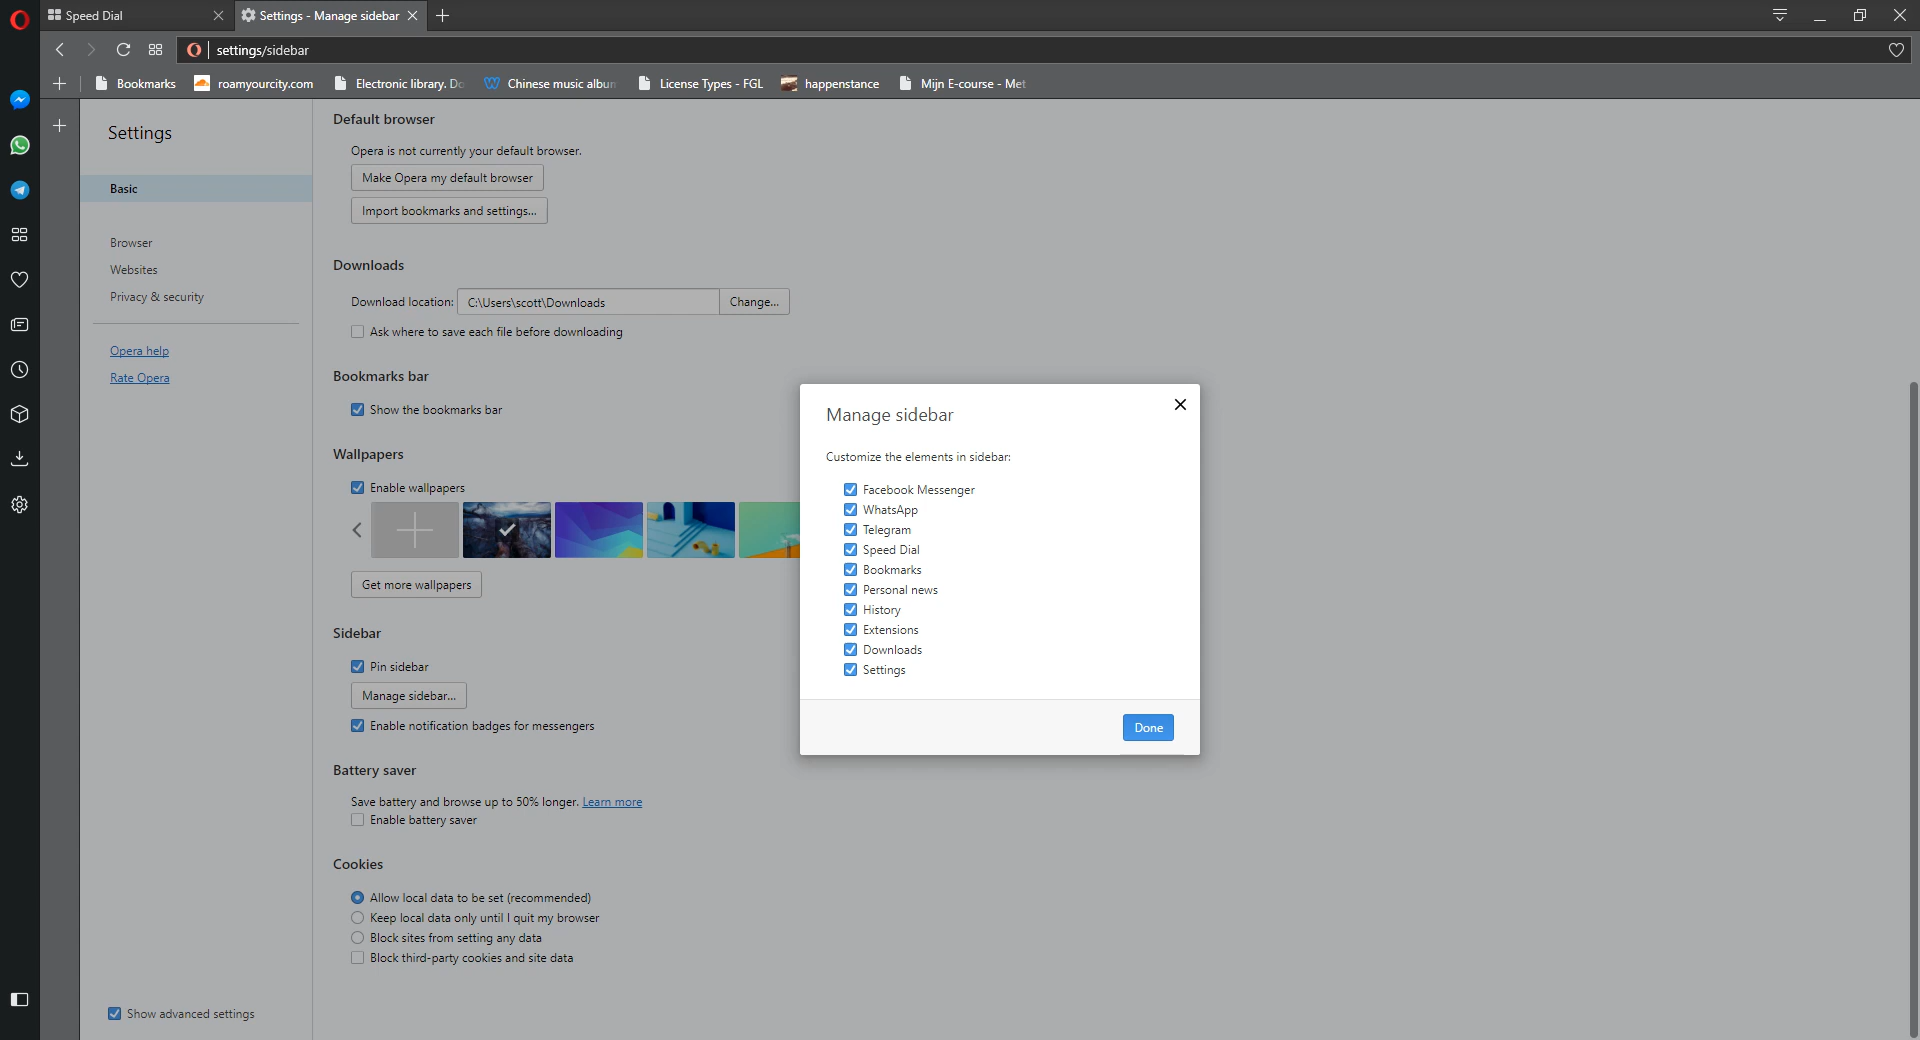 Speed Dial
Settings - Manage sidebar
settings/sidebar
Bookmarks
roamyourcity.com
Electronic library. Do
Chinese music album
License Types - FGL
happenstance
Mijn E-course - Met
Settings
Basic
Browser
Websites
Privacy & security
Opera help
Rate Opera
Show advanced settings
Default browser
Opera is not currently your default browser.
Make Opera my default browser
Import bookmarks and settings...
Downloads
Download location: C:\Users\scott\Downloads Change...
Ask where to save each file before downloading
Bookmarks bar
Show the bookmarks bar
Wallpapers
Enable wallpapers
Get more wallpapers
Sidebar
Pin sidebar
Manage sidebar...
Enable notification badges for messengers
Battery saver
Save battery and browse up to 50% longer. Learn more
Enable battery saver
Cookies
Allow local data to be set (recommended)
Keep local data only until I quit my browser
Block sites from setting any data
Block third-party cookies and site data
Manage sidebar
Customize the elements in sidebar:
Facebook Messenger
WhatsApp
Telegram
Speed Dial
Bookmarks
Personal news
History
Extensions
Downloads
Settings
Done